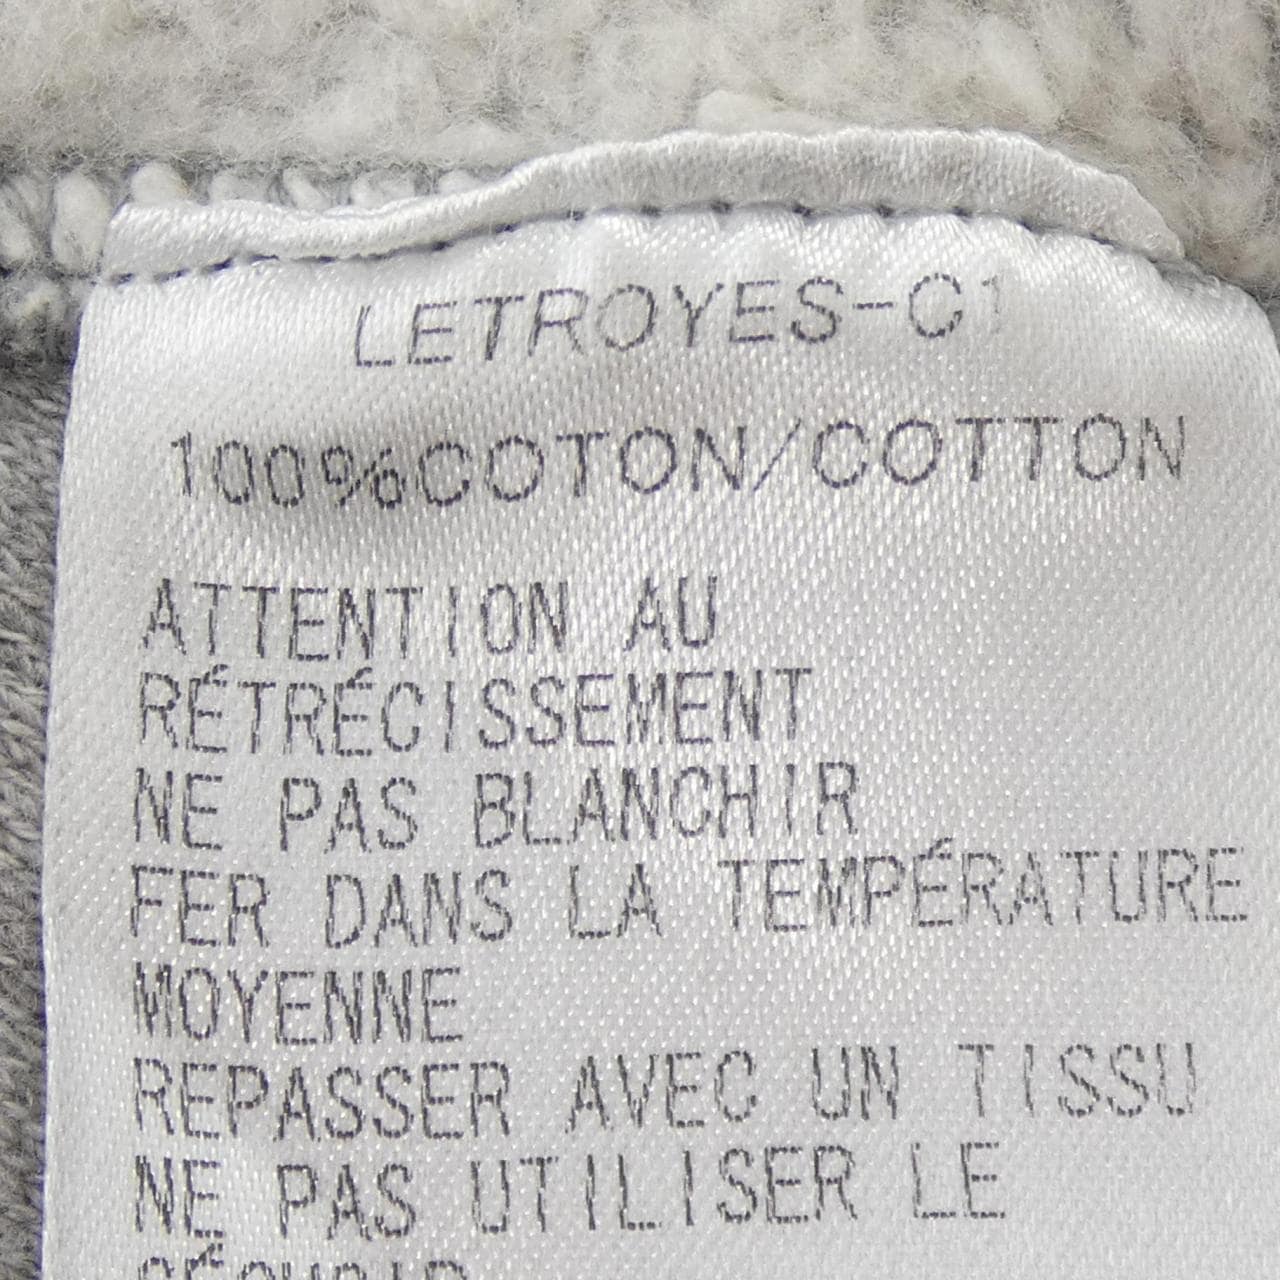 LETROYES-C1
100%COTON/COTTON
ATTENTION AU
RÉTRÉCISSEMENT
NE PAS BLANCHIR
FER DANS LA TEMPÉRATURE
MOYENNE
REPASSER AVEC UN TISSU
NE PAS UTILISER LE